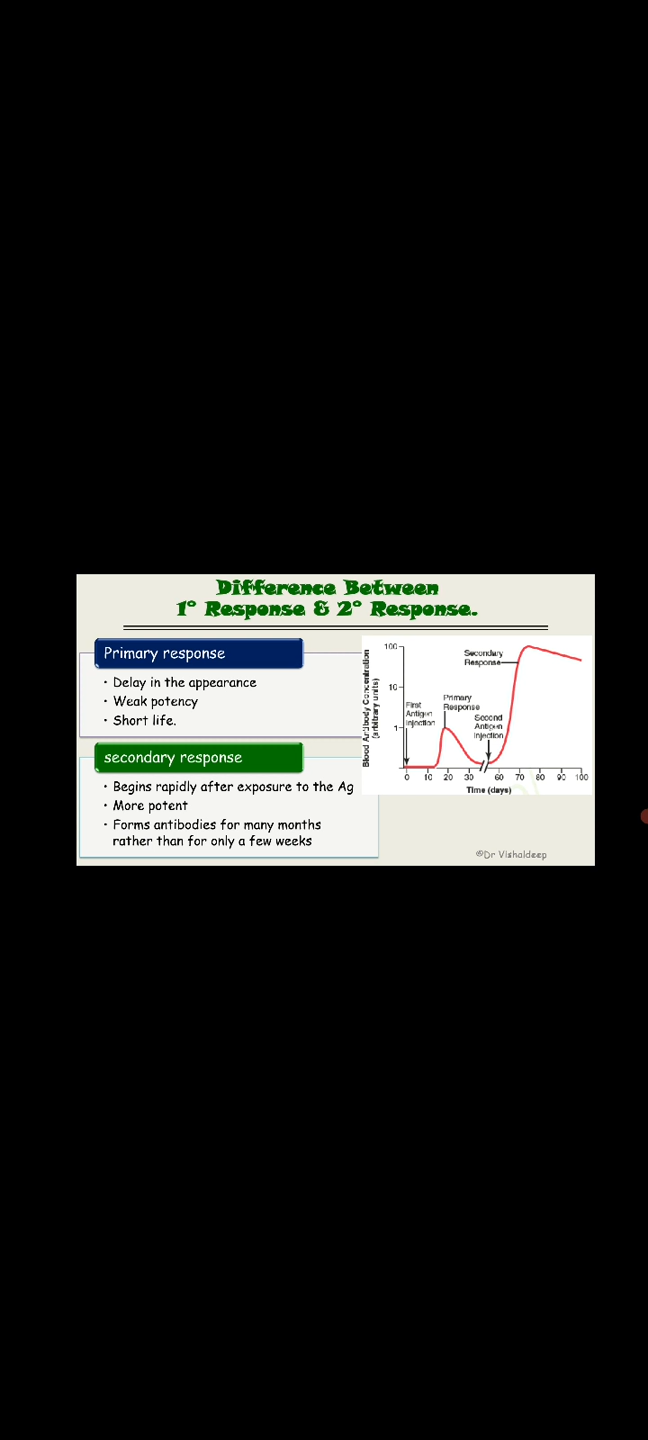 Difference Between
1° Response & 2° Response.
Primary response
• Delay in the appearance
• Weak potency
• Short life.
secondary response
• Begins rapidly after exposure to the Ag
• More potent
• Forms antibodies for many months
rather than for only a few weeks
Blood Antibody Concentration
(arbitrary units)
100
10
1
First
Antigen
Injection
Primary
Response
Secondary
Response
Second
Antigen
Injection
0 10 20 30 60 70 80 90 100
Time (days)
©Dr Vishaldeep